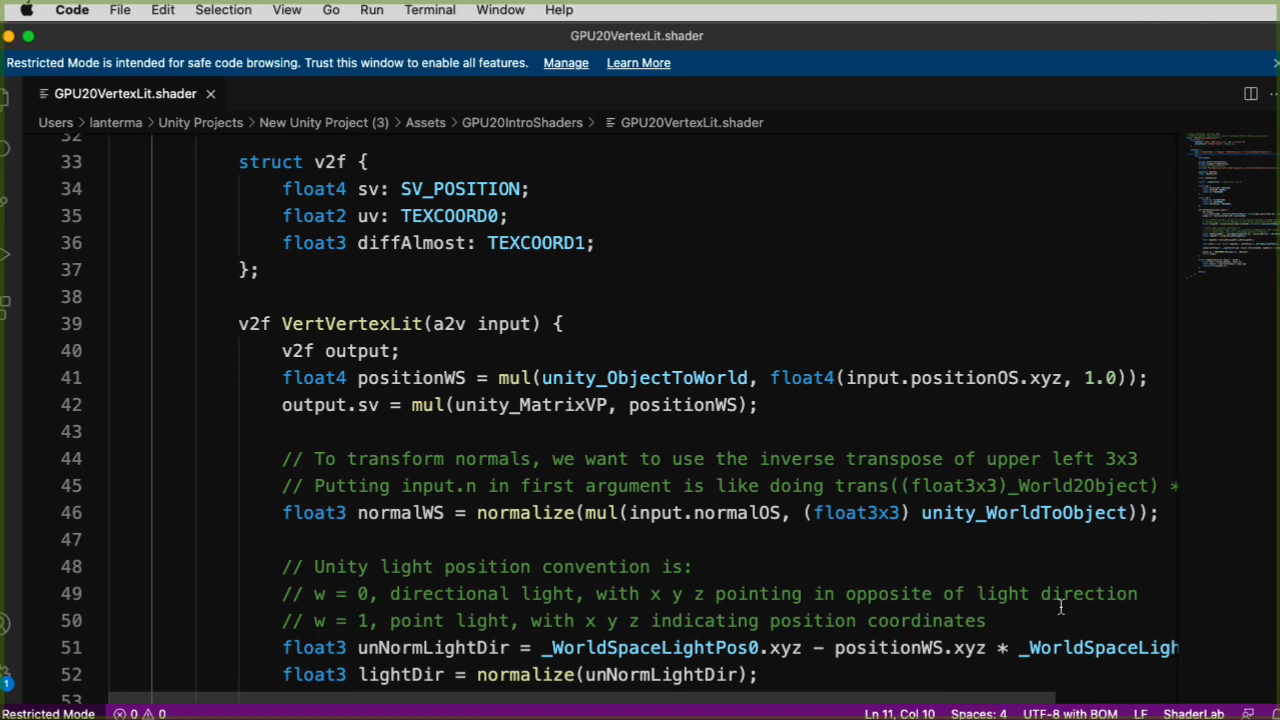 Code File Edit Selection View Go Run Terminal Window Help
GPU20VertexLit.shader
Restricted Mode is intended for safe code browsing. Trust this window to enable all features. Manage Learn More
GPU20VertexLit.shader
Users > lanterma > Unity Projects > New Unity Project (3) > Assets > GPU20IntroShaders > GPU20VertexLit.shader
32
33 struct v2f {
34 float4 sv: SV_POSITION;
35 float2 uv: TEXCOORD0;
36 float3 diffAlmost: TEXCOORD1;
37 };
38
39 v2f VertVertexLit(a2v input) {
40 v2f output;
41 float4 positionWS = mul(unity_ObjectToWorld, float4(input.positionOS.xyz, 1.0));
42 output.sv = mul(unity_MatrixVP, positionWS);
43
44 // To transform normals, we want to use the inverse transpose of upper left 3x3
45 // Putting input.n in first argument is like doing trans((float3x3)_World2Object) *
46 float3 normalWS = normalize(mul(input.normalOS, (float3x3) unity_WorldToObject));
47
48 // Unity light position convention is:
49 // w = 0, directional light, with x y z pointing in opposite of light direction
50 // w = 1, point light, with x y z indicating position coordinates
51 float3 unNormLightDir = _WorldSpaceLightPos0.xyz - positionWS.xyz * _WorldSpaceLigh
52 float3 lightDir = normalize(unNormLightDir);
53
1
Restricted Mode 0 0 Ln 11, Col 10 Spaces: 4 UTF-8 with BOM LF ShaderLab